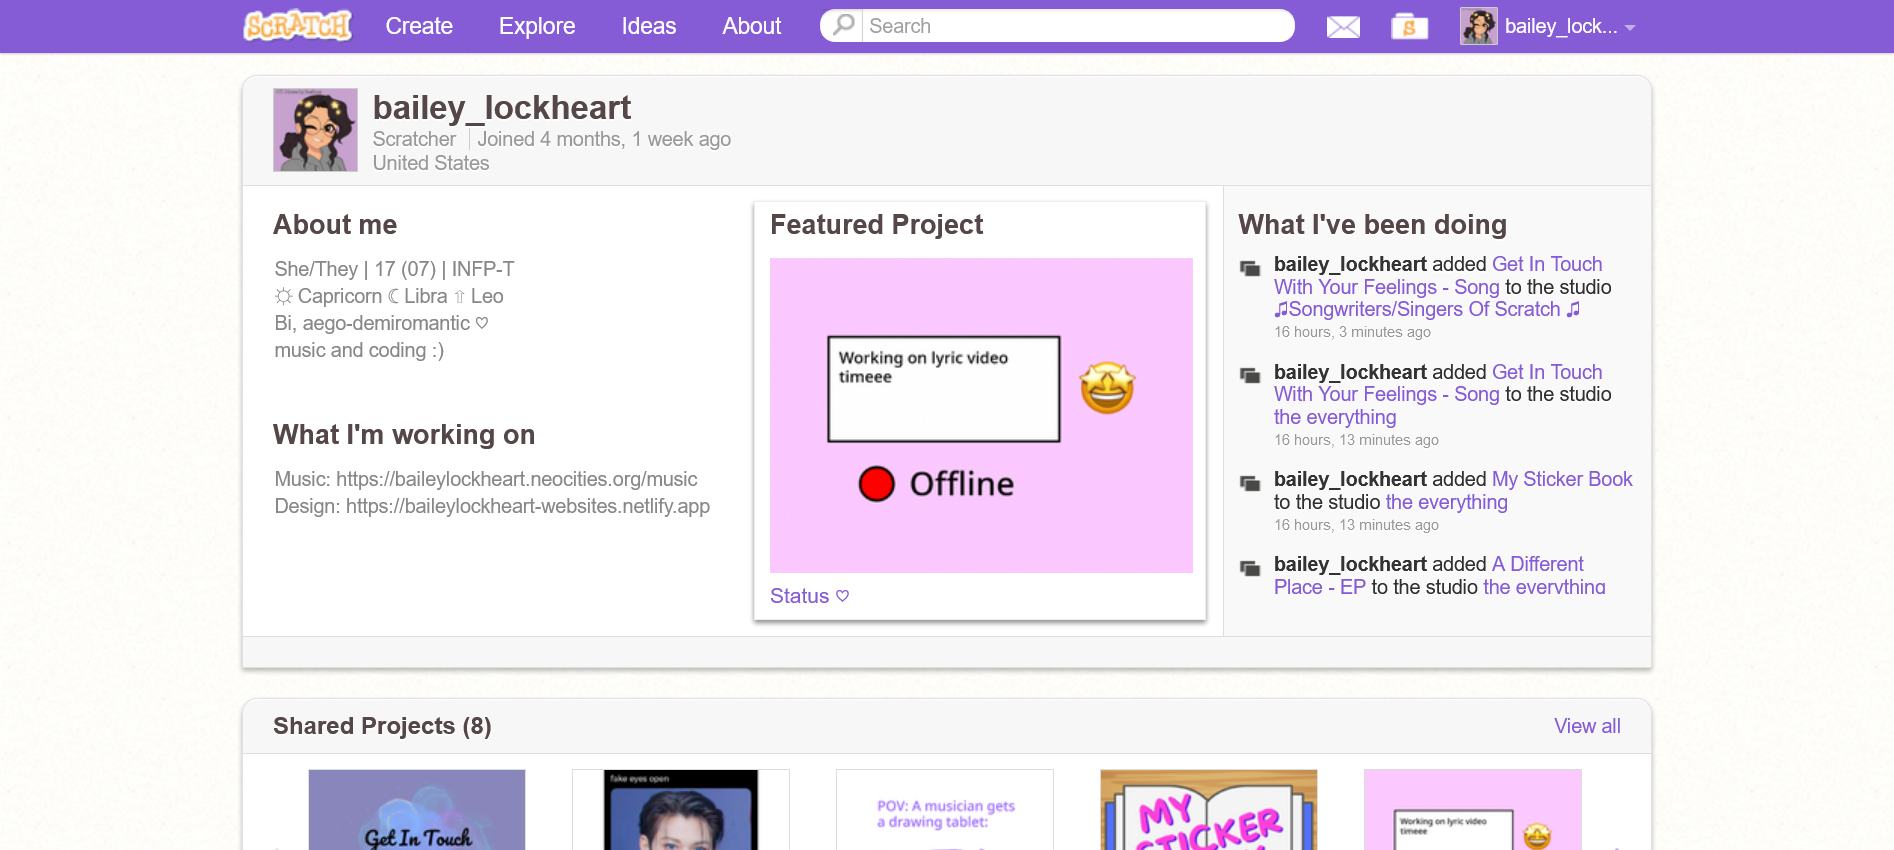 SCRATCH Create Explore Ideas About Search bailey_lock...
bailey_lockheart
Scratcher | Joined 4 months, 1 week ago
United States
About me
She/They | 17 (07) | INFP-T
☼ Capricorn ☾ Libra ⇧ Leo
Bi, aego-demiromantic ♡
music and coding :)
What I'm working on
Music: https://baileylockheart.neocities.org/music
Design: https://baileylockheart-websites.netlify.app
Featured Project
Working on lyric video
timeee
Offline
Status ♡
What I've been doing
bailey_lockheart added Get In Touch
With Your Feelings - Song to the studio
♫Songwriters/Singers Of Scratch ♫
16 hours, 3 minutes ago
bailey_lockheart added Get In Touch
With Your Feelings - Song to the studio
the everything
16 hours, 13 minutes ago
bailey_lockheart added My Sticker Book
to the studio the everything
16 hours, 13 minutes ago
bailey_lockheart added A Different
Place - EP to the studio the everything
Shared Projects (8)
View all
Get In Touch
fake eyes open
POV: A musician gets
a drawing tablet:
MY
STICKER
Working on lyric video
timeee